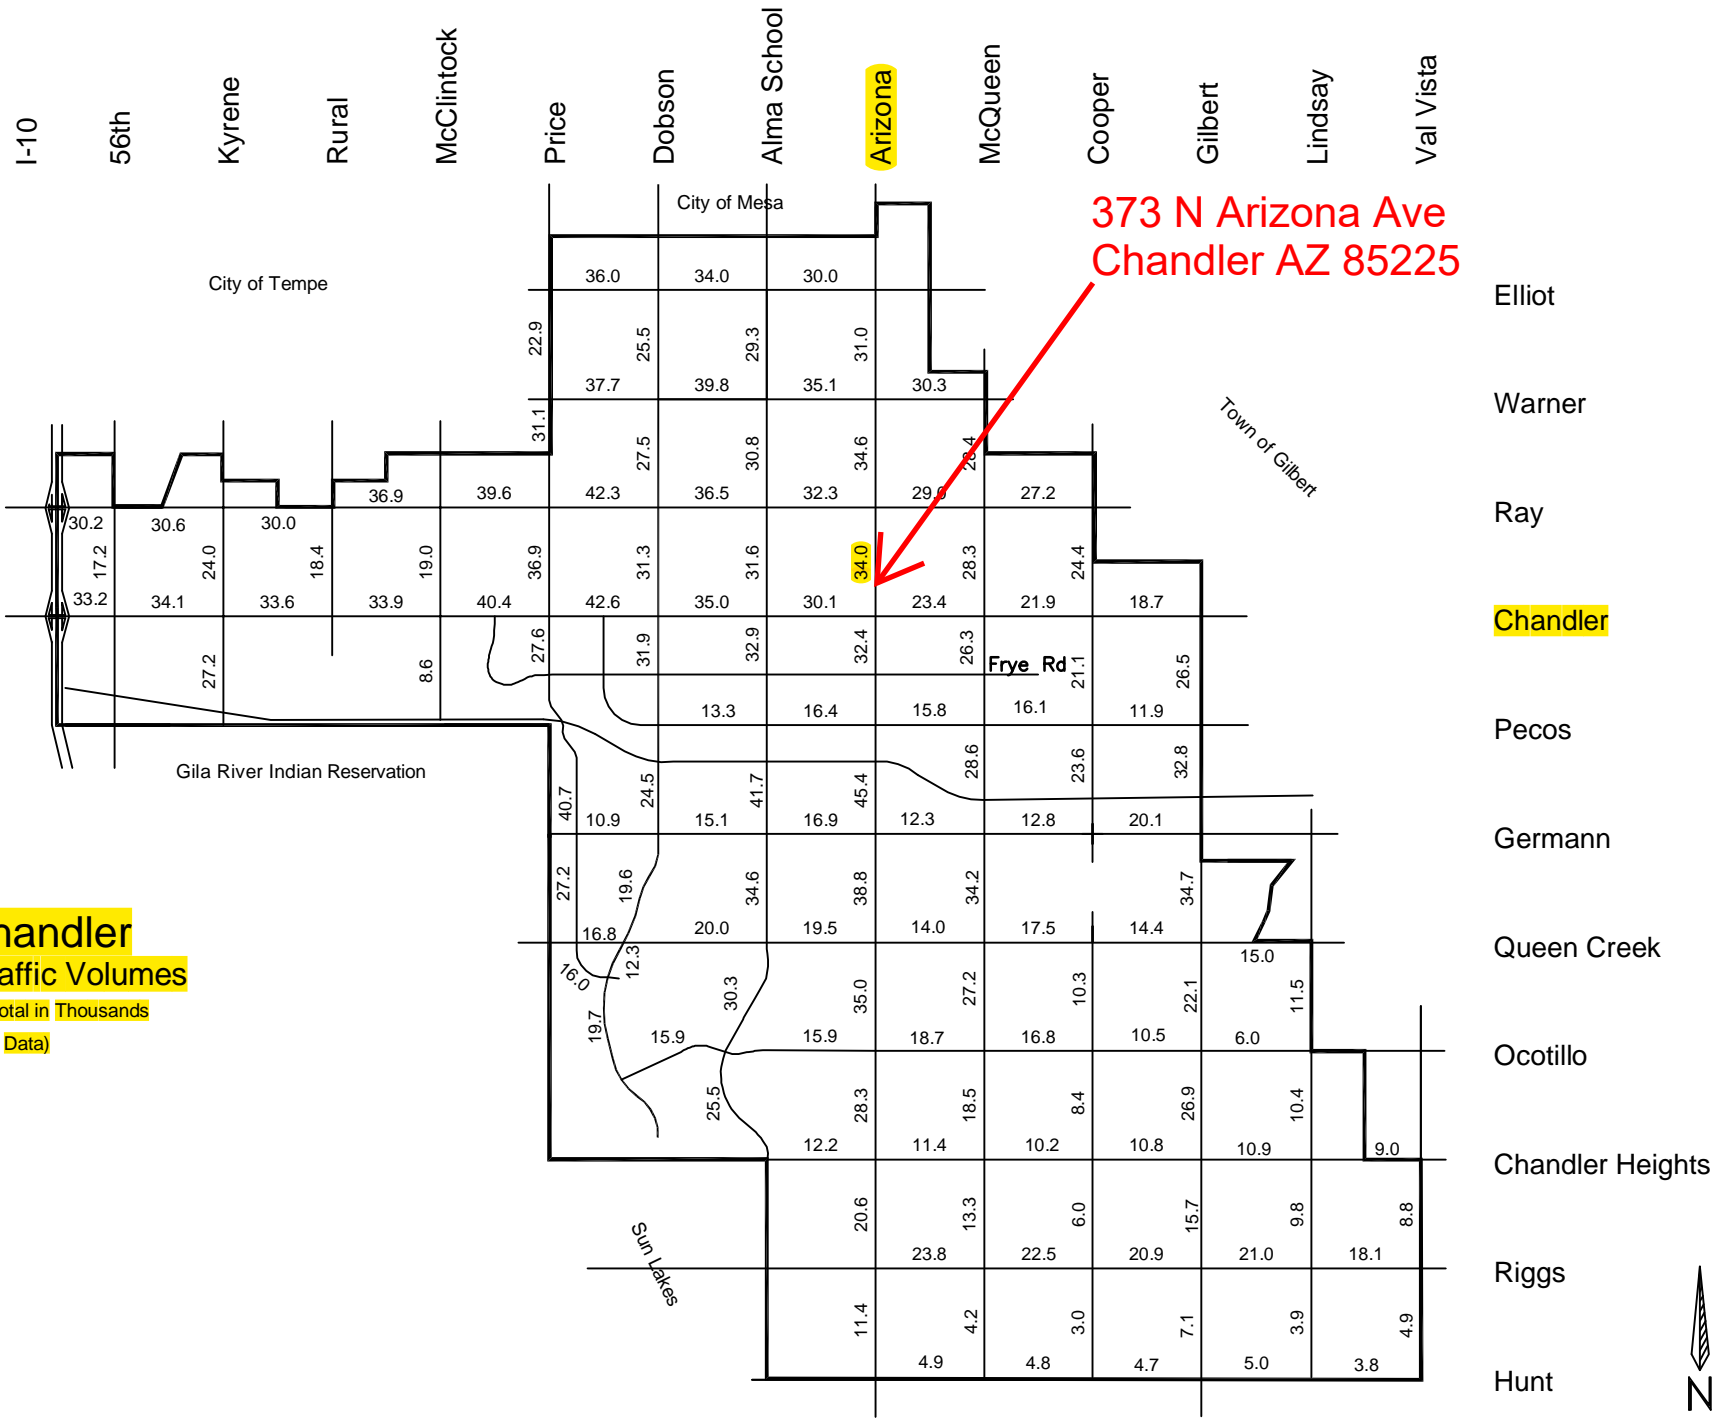 I-10
56th
Kyrene
Rural
McClintock
Price
Dobson
Alma School
Arizona
McQueen
Cooper
Gilbert
Lindsay
Val Vista
City of Mesa
373 N Arizona Ave
Chandler AZ 85225
City of Tempe
36.0 34.0 30.0
Elliot
22.9 25.5 29.3 31.0
37.7 39.8 35.1 30.3
Warner
Town of Gilbert
31.1 27.5 30.8 34.6
36.9 39.6 42.3 36.5 32.3 27.2
Ray
30.2 30.6 30.0
17.2 24.0 18.4 19.0 36.9 31.3 31.6 34.0 28.3 24.4
33.2 34.1 33.6 33.9 40.4 42.6 35.0 30.1 23.4 21.9 18.7
Chandler
27.2 8.6 27.6 31.9 32.9 32.4 26.3 21.1 26.5
Frye Rd
13.3 16.4 15.8 16.1 11.9
Pecos
Gila River Indian Reservation
40.7 24.5 41.7 45.4 28.6 23.6 32.8
10.9 15.1 16.9 12.3 12.8 20.1
Germann
27.2 19.6 34.6 38.8 34.2 34.7
handler
16.8 20.0 19.5 14.0 17.5 14.4
Queen Creek
15.0
affic Volumes
16.0 12.3 30.3 35.0 27.2 10.3 22.1 11.5
otal in Thousands
19.7
Data)
15.9 15.9 18.7 16.8 10.5 6.0
Ocotillo
25.5 28.3 18.5 8.4 26.9 10.4
12.2 11.4 10.2 10.8 10.9 9.0
Chandler Heights
20.6 13.3 6.0 15.7 9.8 8.8
Sun Lakes
23.8 22.5 20.9 21.0 18.1
Riggs
11.4 4.2 3.0 7.1 3.9 4.9
4.9 4.8 4.7 5.0 3.8
Hunt
N